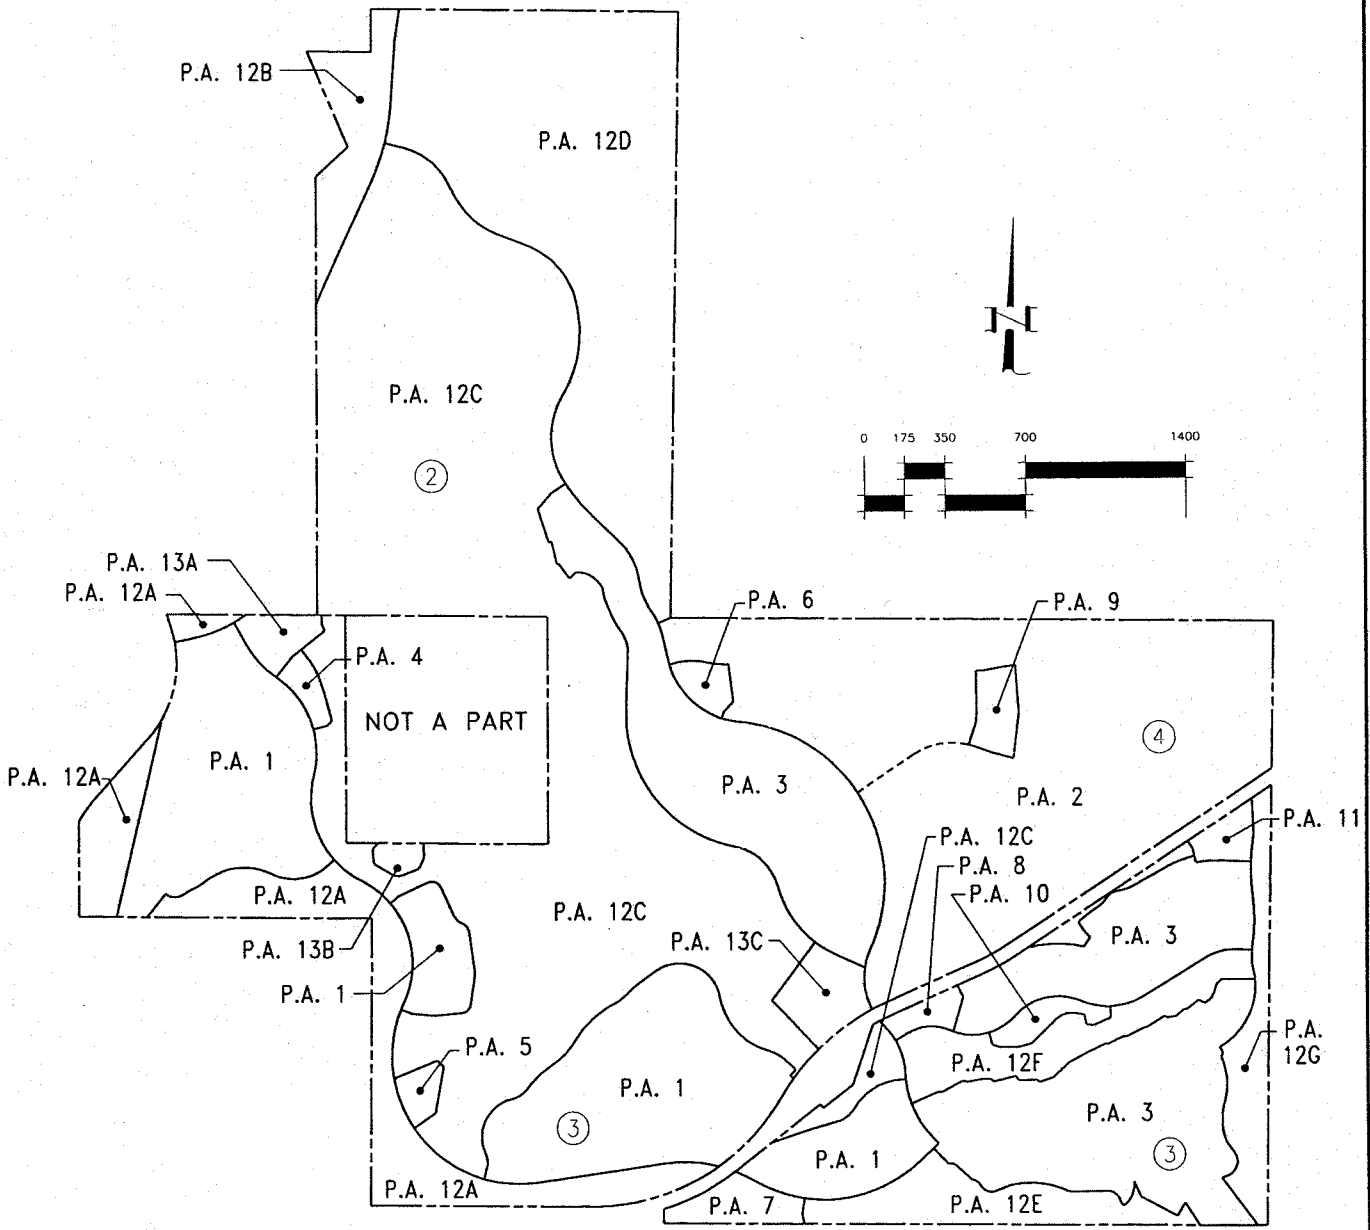 P.A. 12B
P.A. 12D
P.A. 12C
2
N
0 175 350 700 1400
P.A. 13A
P.A. 12A
P.A. 4
P.A. 6
P.A. 9
NOT A PART
P.A. 12A
P.A. 1
P.A. 3
4
P.A. 2
P.A. 11
P.A. 12C
P.A. 8
P.A. 10
P.A. 12A
P.A. 12C
P.A. 13B
P.A. 13C
P.A. 3
P.A. 1
P.A. 5
P.A. 12F
P.A.
12G
P.A. 1
3
P.A. 3
3
P.A. 1
P.A. 12A
P.A. 7
P.A. 12E